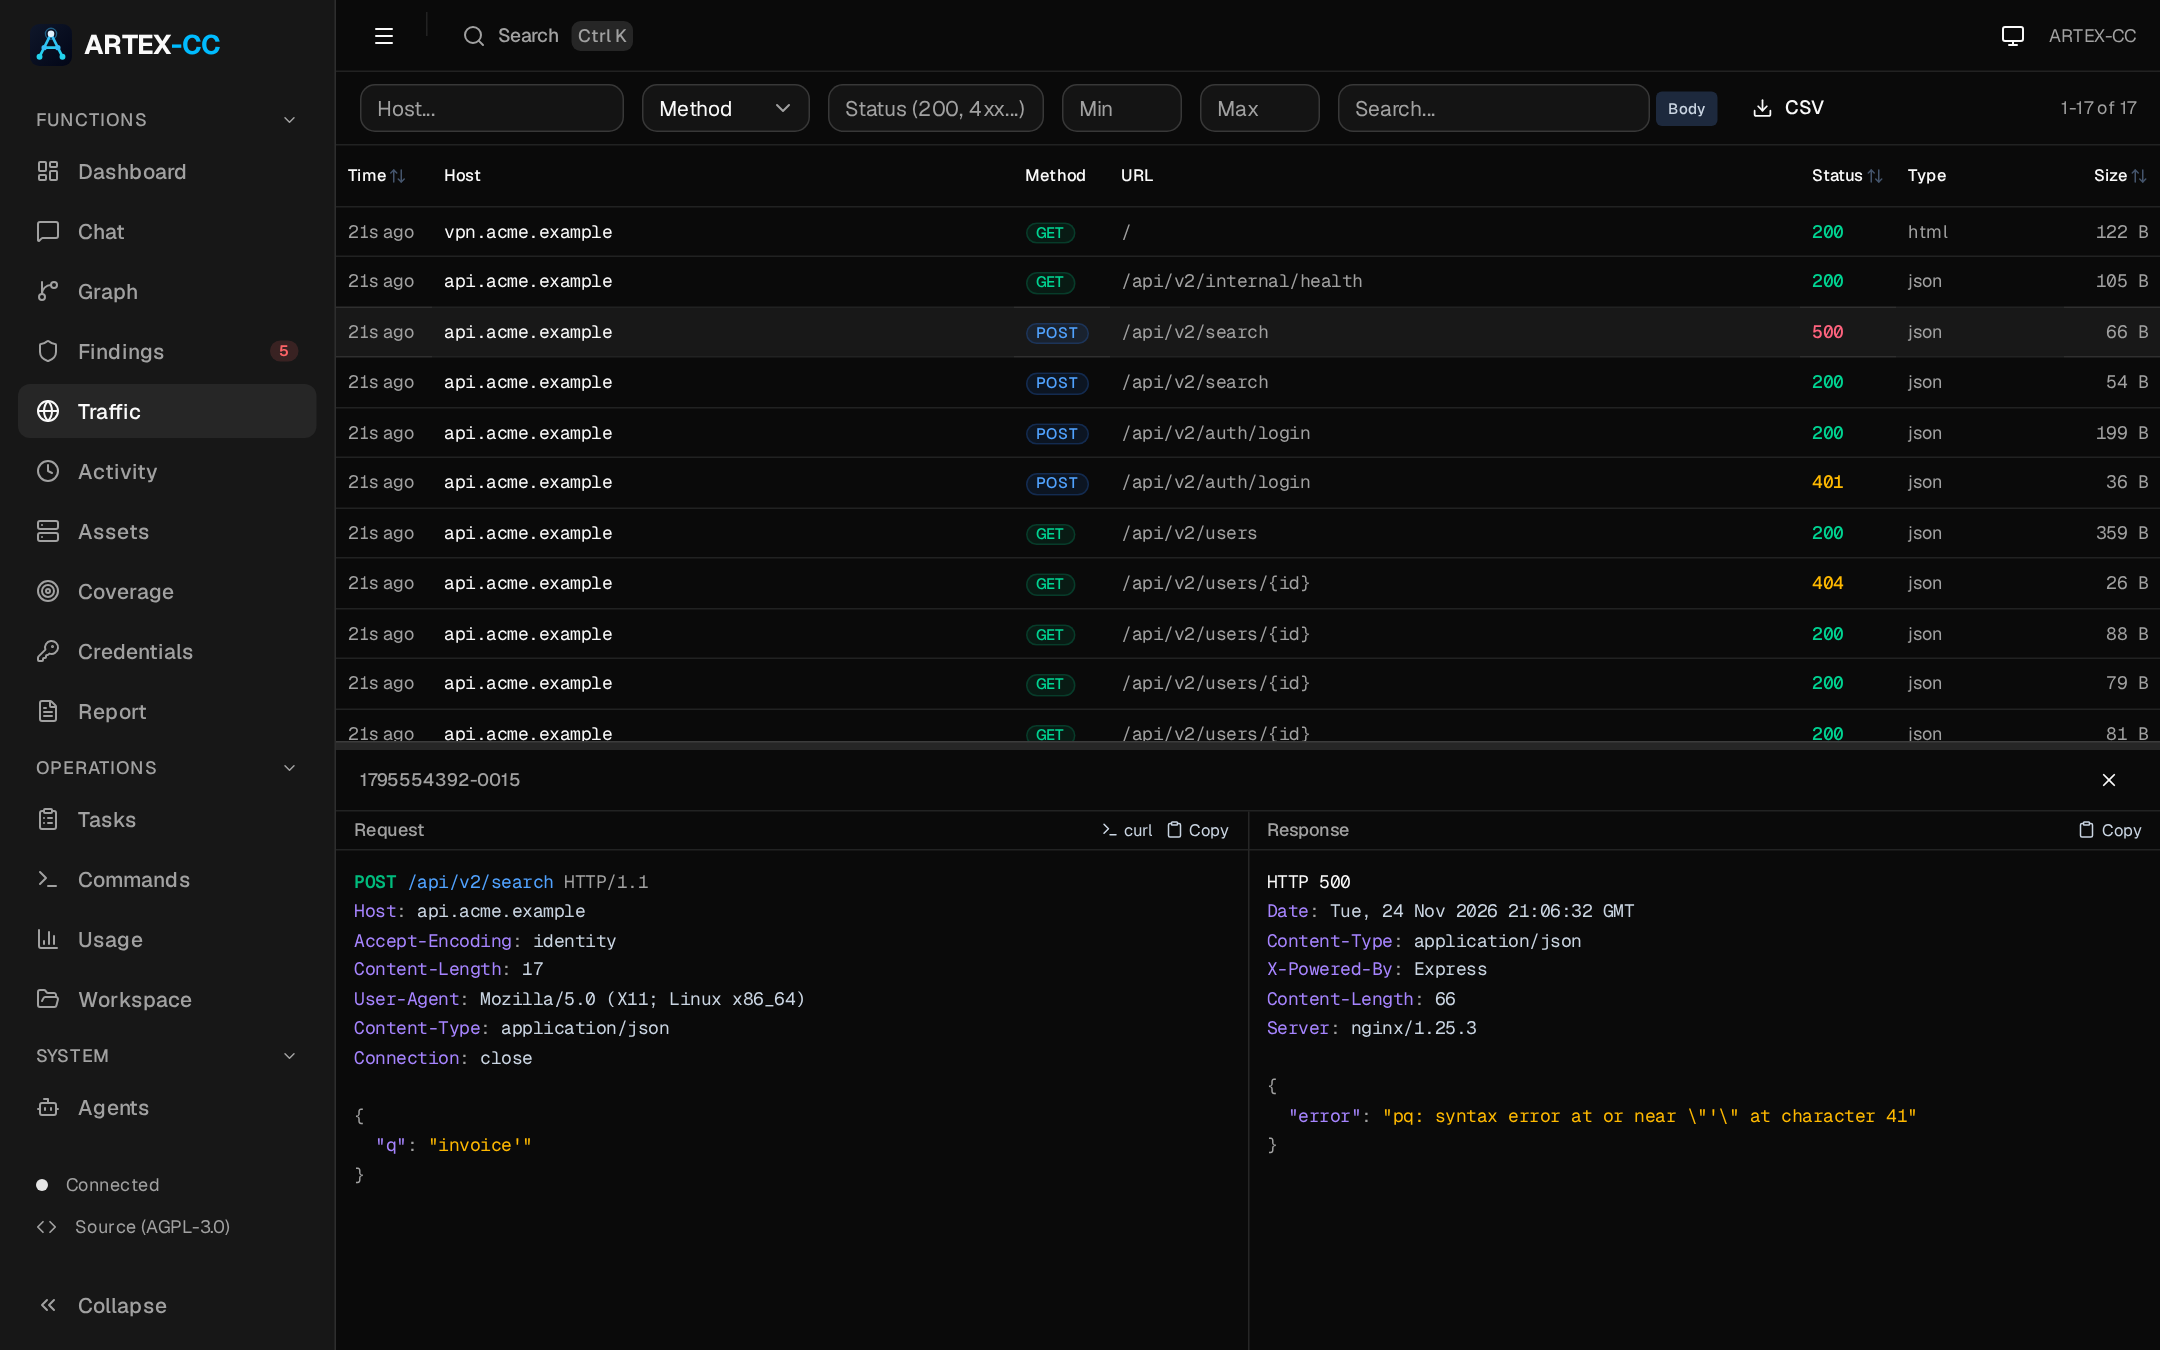 ARTEX-CC
FUNCTIONS
Dashboard
Chat
Graph
Findings 5
Traffic
Activity
Assets
Coverage
Credentials
Report
OPERATIONS
Tasks
Commands
Usage
Workspace
SYSTEM
Agents
Connected
Source (AGPL-3.0)
Collapse
Search Ctrl K
ARTEX-CC
Host... Method Status (200, 4xx...) Min Max Search... Body CSV 1-17 of 17
Time Host Method URL Status Type Size
21s ago vpn.acme.example GET / 200 html 122 B
21s ago api.acme.example GET /api/v2/internal/health 200 json 105 B
21s ago api.acme.example POST /api/v2/search 500 json 66 B
21s ago api.acme.example POST /api/v2/search 200 json 54 B
21s ago api.acme.example POST /api/v2/auth/login 200 json 199 B
21s ago api.acme.example POST /api/v2/auth/login 401 json 36 B
21s ago api.acme.example GET /api/v2/users 200 json 359 B
21s ago api.acme.example GET /api/v2/users/{id} 404 json 26 B
21s ago api.acme.example GET /api/v2/users/{id} 200 json 88 B
21s ago api.acme.example GET /api/v2/users/{id} 200 json 79 B
21s ago api.acme.example GET /api/v2/users/{id} 200 json 81 B
1795554392-0015
Request curl Copy
POST /api/v2/search HTTP/1.1
Host: api.acme.example
Accept-Encoding: identity
Content-Length: 17
User-Agent: Mozilla/5.0 (X11; Linux x86_64)
Content-Type: application/json
Connection: close
{
"q": "invoice'"
}
Response Copy
HTTP 500
Date: Tue, 24 Nov 2026 21:06:32 GMT
Content-Type: application/json
X-Powered-By: Express
Content-Length: 66
Server: nginx/1.25.3
{
"error": "pq: syntax error at or near \"'\" at character 41"
}